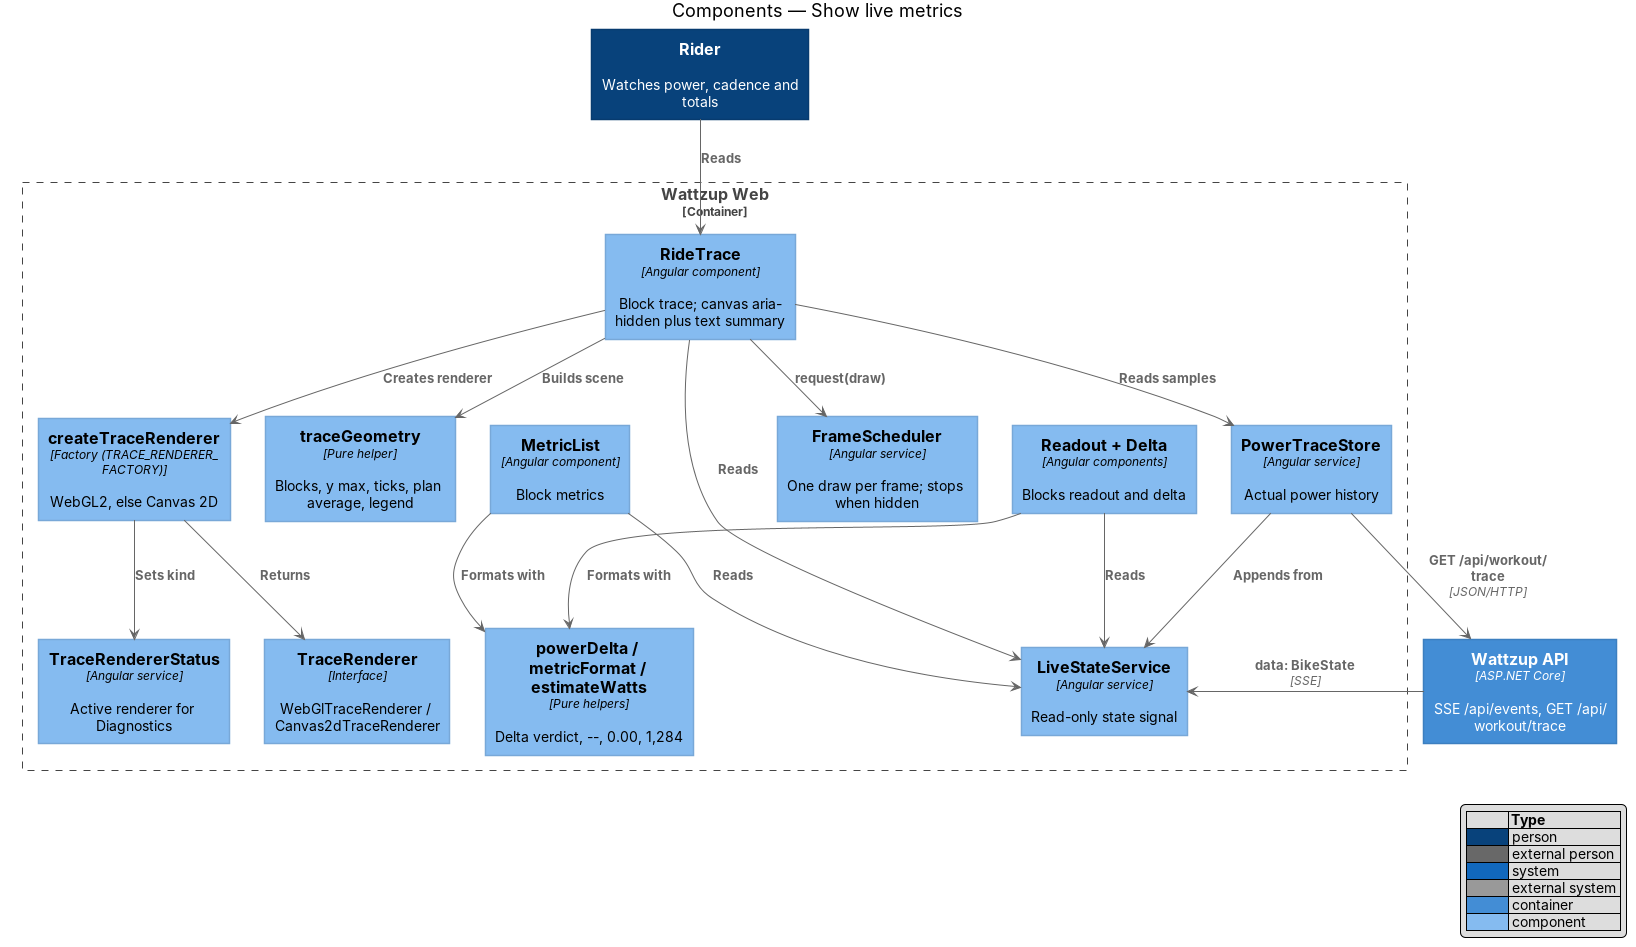 Components — Show live metrics
Rider
Watches power, cadence and
totals
Reads
Wattzup Web
[Container]
RideTrace
[Angular component]
Block trace; canvas aria-
hidden plus text summary
Creates renderer
Builds scene
request(draw)
Reads samples
createTraceRenderer
[Factory (TRACE_RENDERER_
FACTORY)]
WebGL2, else Canvas 2D
traceGeometry
[Pure helper]
Blocks, y max, ticks, plan
average, legend
MetricList
[Angular component]
Block metrics
Reads
FrameScheduler
[Angular service]
One draw per frame; stops
when hidden
Readout + Delta
[Angular components]
Blocks readout and delta
PowerTraceStore
[Angular service]
Actual power history
Sets kind
Returns
Formats with
Formats with
Reads
Reads
Appends from
GET /api/workout/
trace
[JSON/HTTP]
TraceRendererStatus
[Angular service]
Active renderer for
Diagnostics
TraceRenderer
[Interface]
WebGlTraceRenderer /
Canvas2dTraceRenderer
powerDelta /
metricFormat /
estimateWatts
[Pure helpers]
Delta verdict, --, 0.00, 1,284
LiveStateService
[Angular service]
Read-only state signal
data: BikeState
[SSE]
Wattzup API
[ASP.NET Core]
SSE /api/events, GET /api/
workout/trace
Type
person
external person
system
external system
container
component